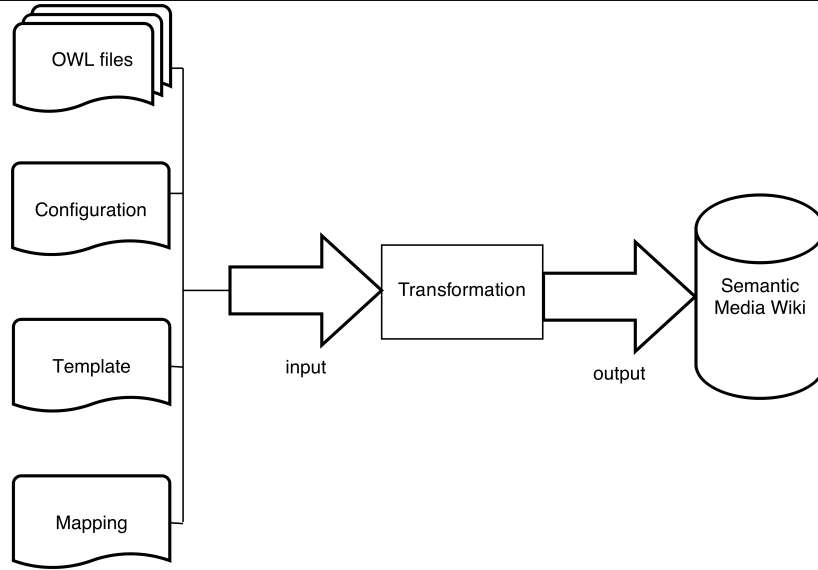 OWL files
Configuration
Template
Mapping
input
Transformation
output
Semantic
Media Wiki